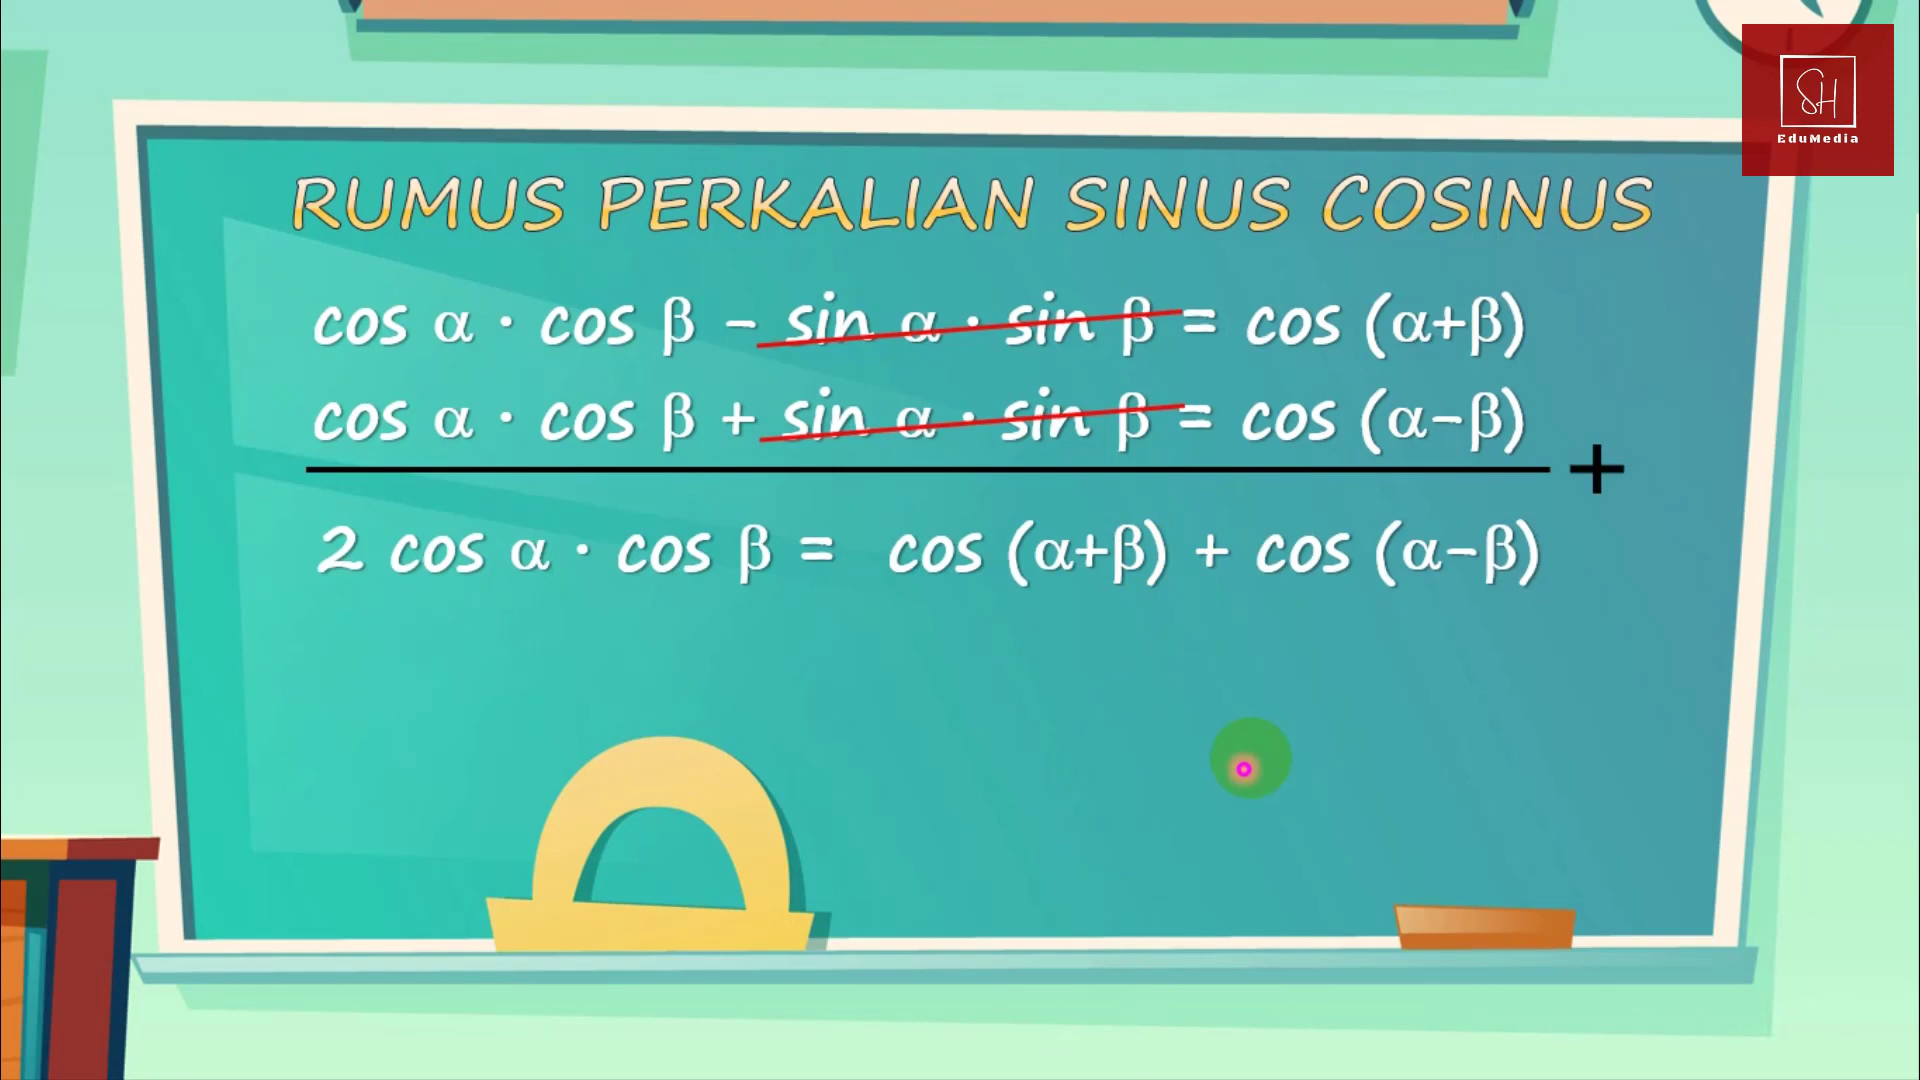 SH
EduMedia
RUMUS PERKALIAN SINUS COSINUS
cos α · cos β - sin α · sin β = cos (α+β)
cos α · cos β + sin α · sin β = cos (α-β)
+
2 cos α · cos β = cos (α+β) + cos (α-β)